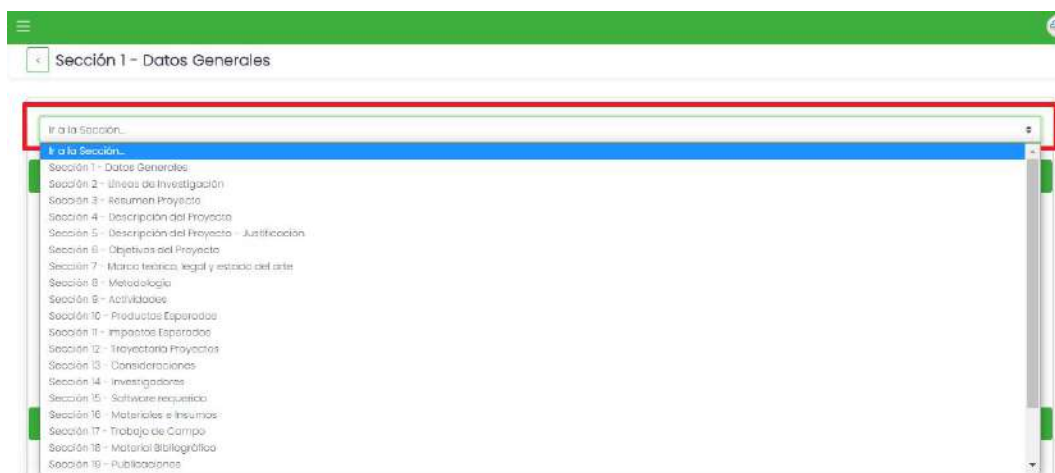 Sección 1 - Datos Generales
Ir a la Sección...
Ir a la Sección...
Sección 1 - Datos Generales
Sección 2 - Líneas de Investigación
Sección 3 - Resumen Proyecto
Sección 4 - Descripción del Proyecto
Sección 5 - Descripción del Proyecto - Justificación
Sección 6 - Objetivos del Proyecto
Sección 7 - Marco teórico, legal y estado del arte
Sección 8 - Metodología
Sección 9 - Actividades
Sección 10 - Productos Esperados
Sección 11 - Impactos Esperados
Sección 12 - Trayectoria Proyectos
Sección 13 - Consideraciones
Sección 14 - Investigadores
Sección 15 - Software requerido
Sección 16 - Materiales e Insumos
Sección 17 - Trabajo de Campo
Sección 18 - Material Bibliográfico
Sección 19 - Publicaciones